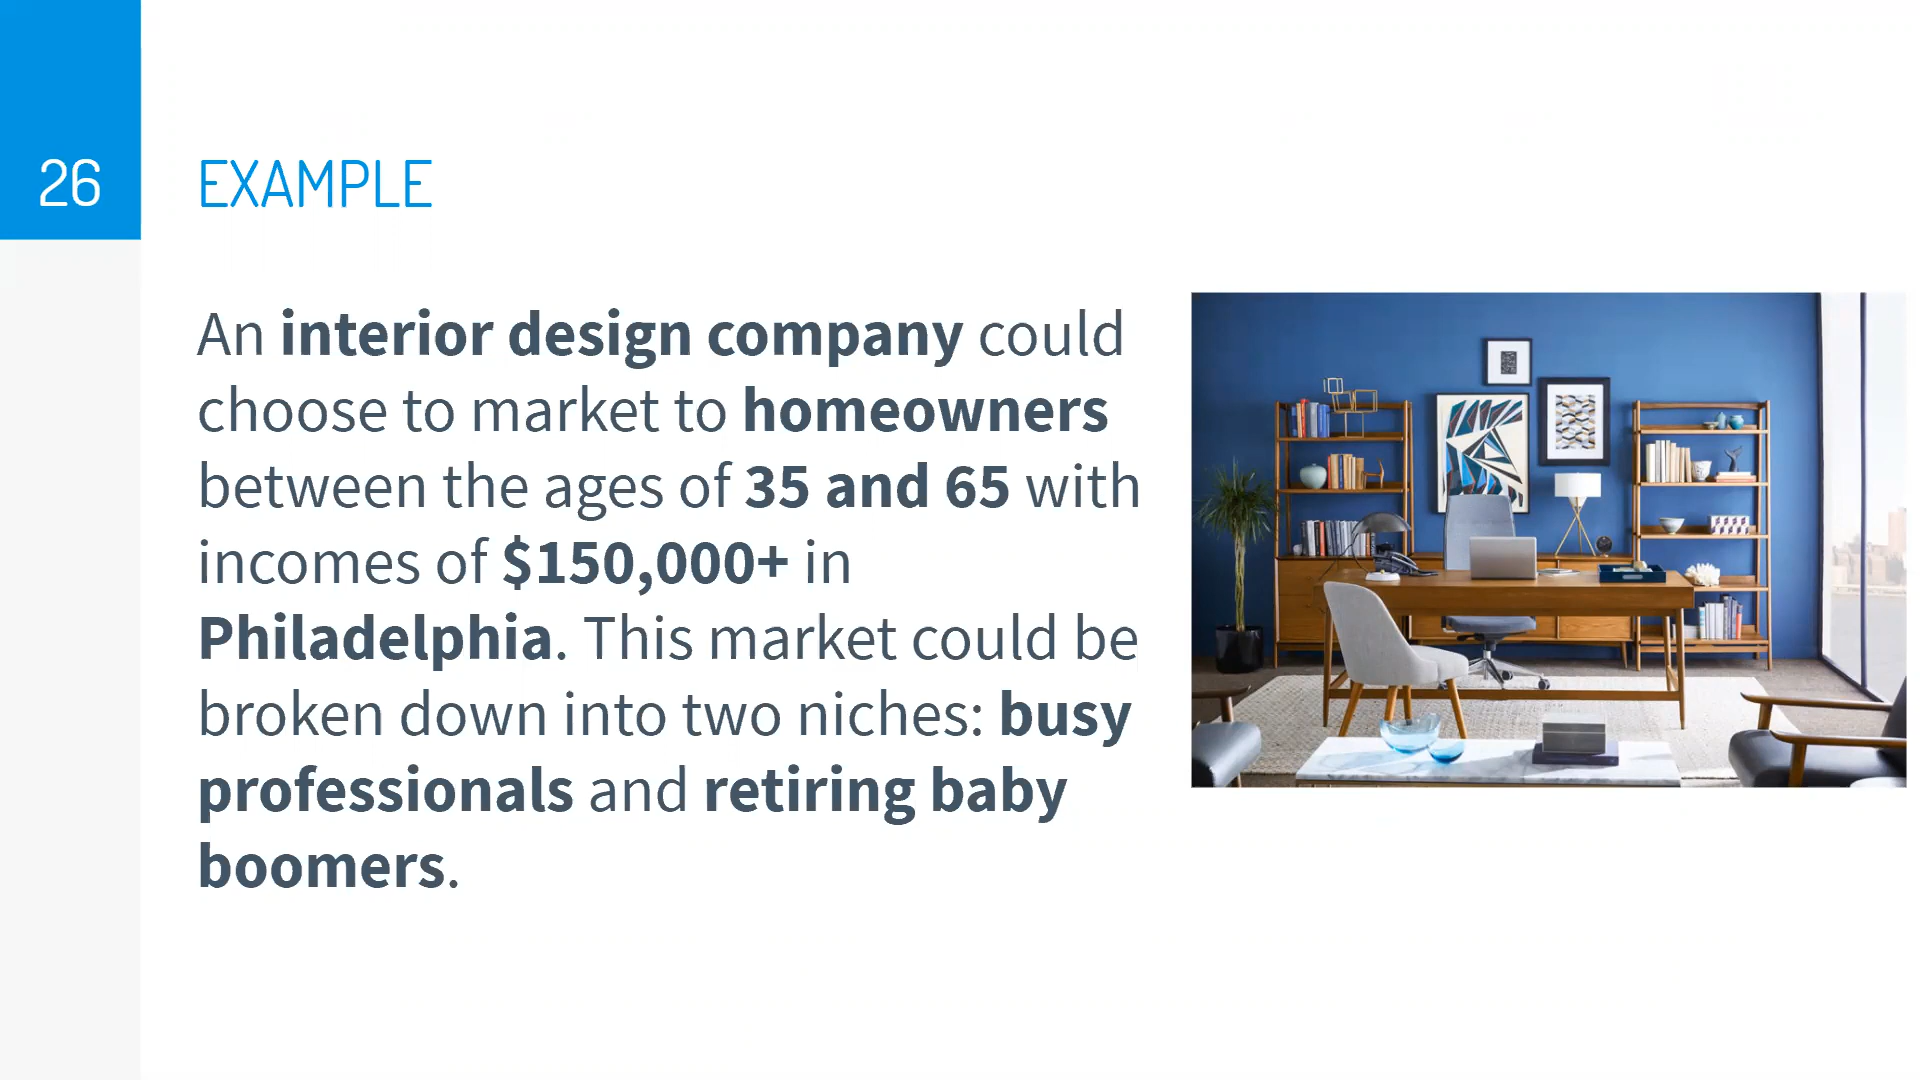 26
EXAMPLE
An interior design company could
choose to market to homeowners
between the ages of 35 and 65 with
incomes of $150,000+ in
Philadelphia. This market could be
broken down into two niches: busy
professionals and retiring baby
boomers.